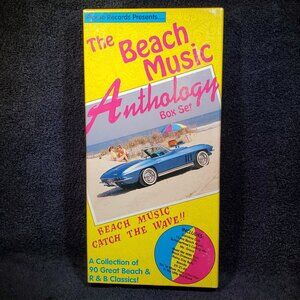 Records Presents...
The Beach
Music
Anthology
Box Set
BEACH MUSIC
CATCH THE WAVE!!
A Collection of
90 Great Beach &
R & B Classics!
INCLUDES